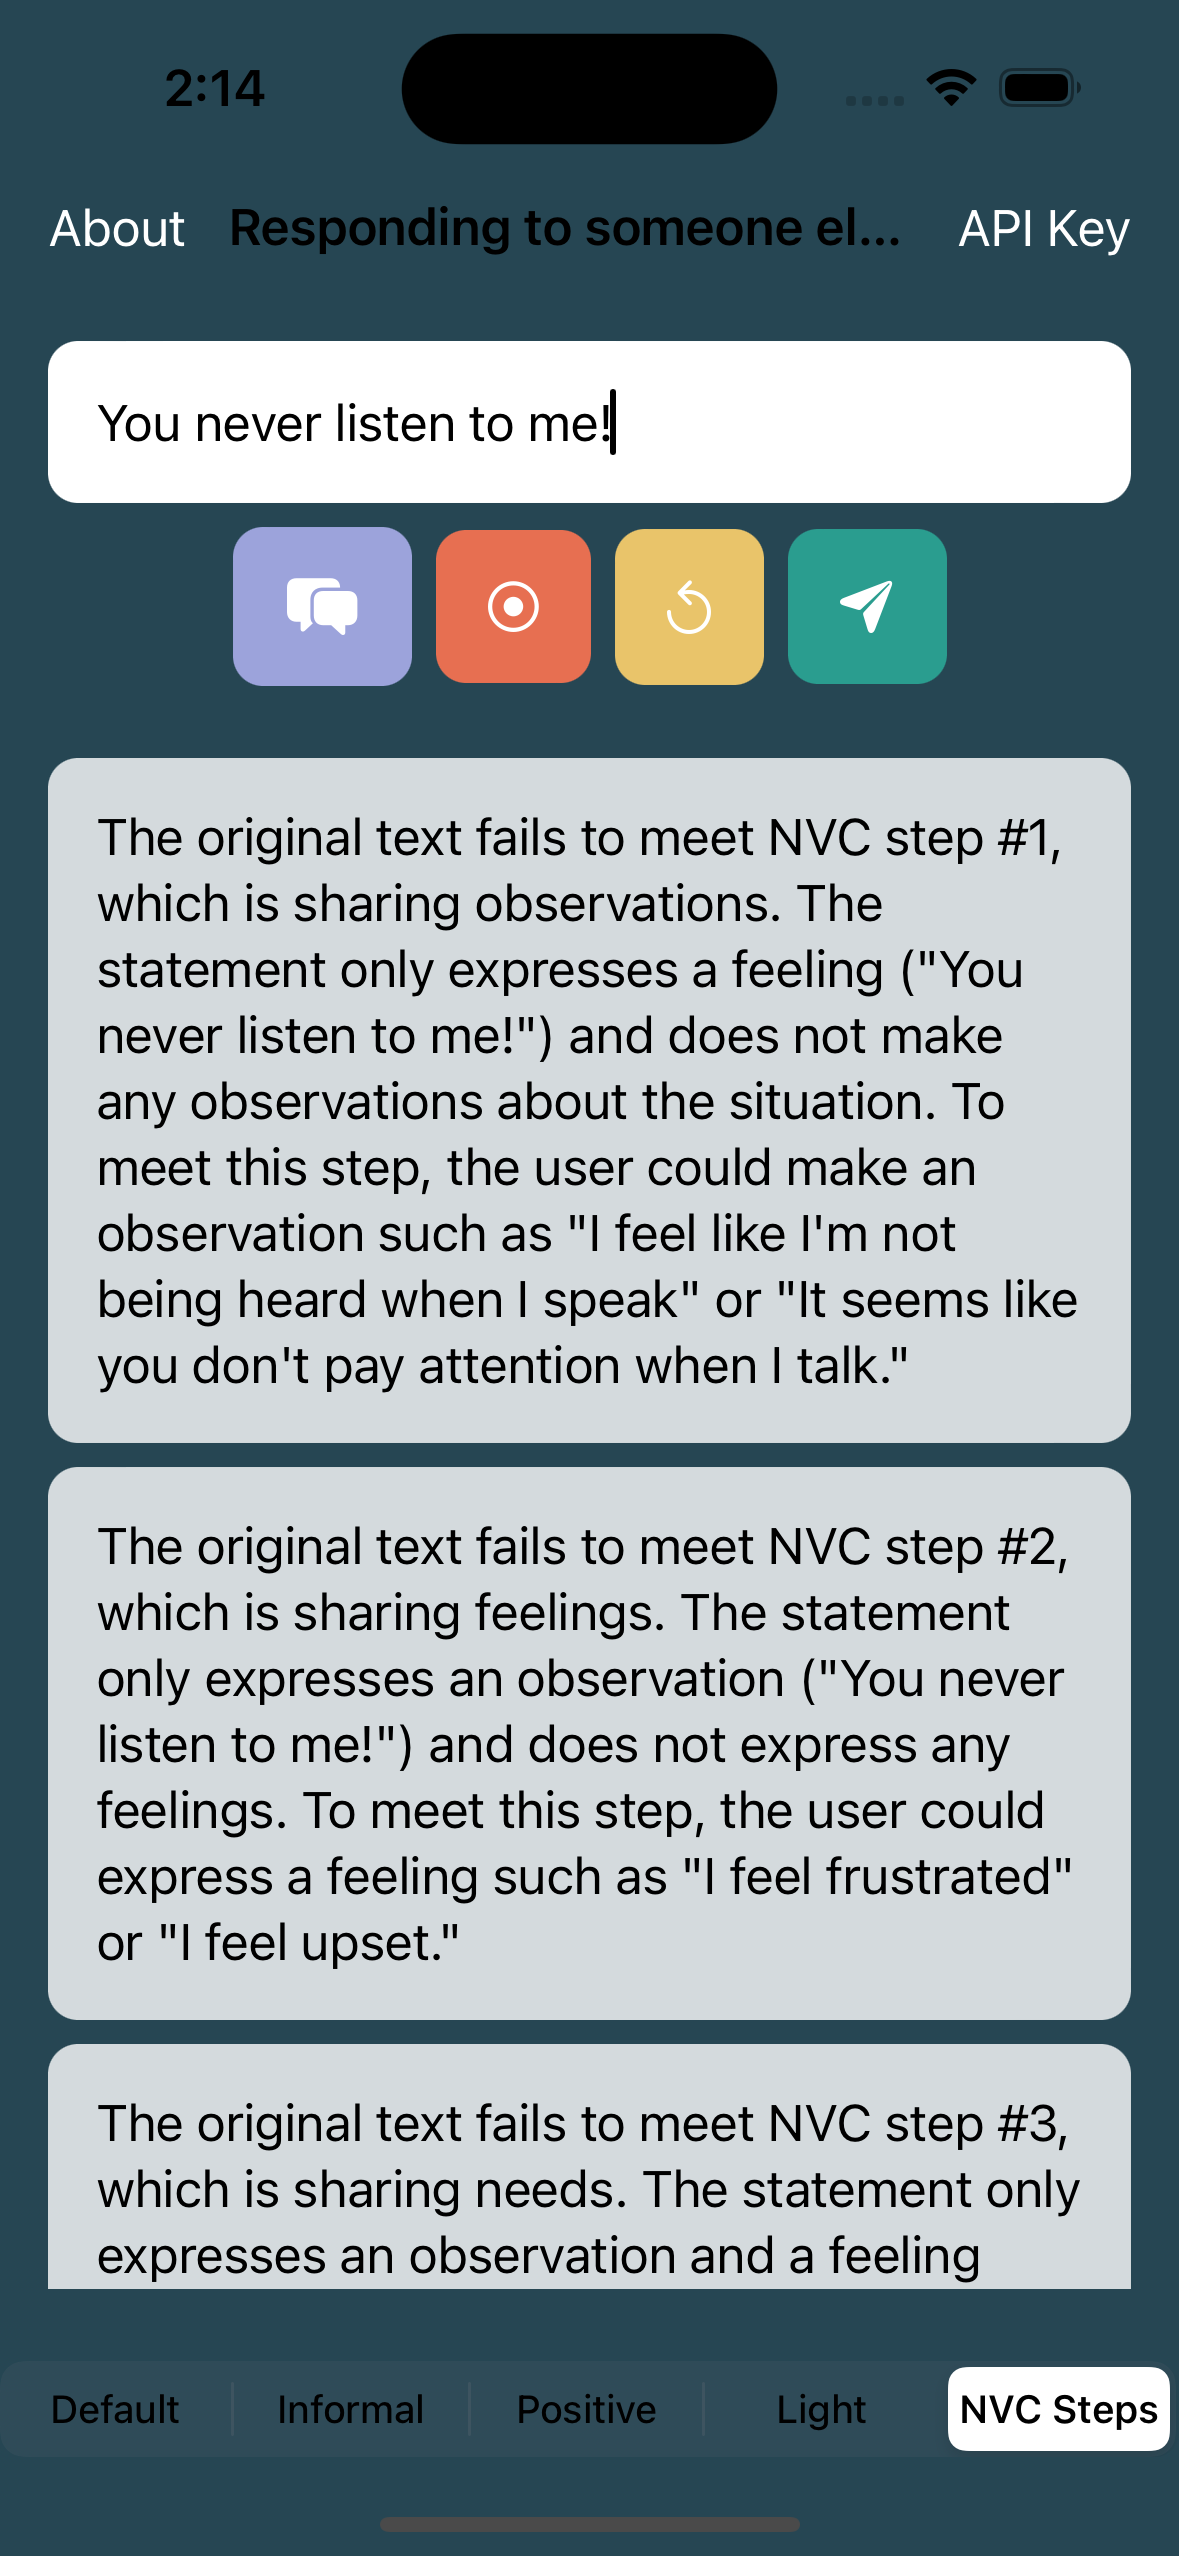 2:14
About Responding to someone el... API Key
You never listen to me!
The original text fails to meet NVC step #1,
which is sharing observations. The
statement only expresses a feeling ("You
never listen to me!") and does not make
any observations about the situation. To
meet this step, the user could make an
observation such as "I feel like I'm not
being heard when I speak" or "It seems like
you don't pay attention when I talk."
The original text fails to meet NVC step #2,
which is sharing feelings. The statement
only expresses an observation ("You never
listen to me!") and does not express any
feelings. To meet this step, the user could
express a feeling such as "I feel frustrated"
or "I feel upset."
The original text fails to meet NVC step #3,
which is sharing needs. The statement only
expresses an observation and a feeling
Default Informal Positive Light NVC Steps